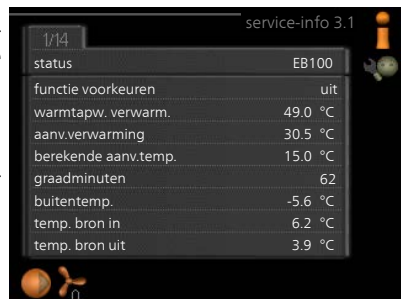 service-info 3.1
1/14
status EB100
functie voorkeuren uit
warmtapw. verwarm. 49.0 °C
aanv.verwarming 30.5 °C
berekende aanv.temp. 15.0 °C
graadminuten 62
buitentemp. -5.6 °C
temp. bron in 6.2 °C
temp. bron uit 3.9 °C
0